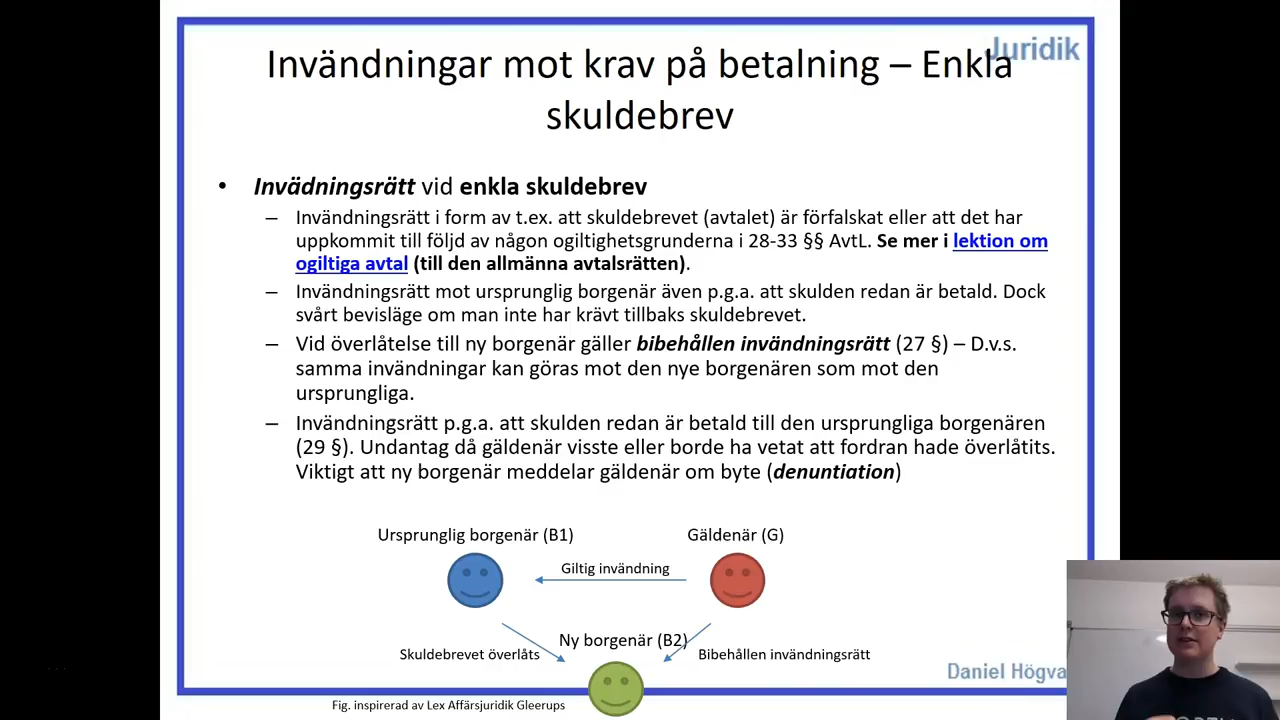 Juridik
Invändningar mot krav på betalning – Enkla
skuldebrev
• Invädningsrätt vid enkla skuldebrev
– Invändningsrätt i form av t.ex. att skuldebrevet (avtalet) är förfalskat eller att det har
uppkommit till följd av någon ogiltighetsgrunderna i 28-33 §§ AvtL. Se mer i lektion om
ogiltiga avtal (till den allmänna avtalsrätten).
– Invändningsrätt mot ursprunglig borgenär även p.g.a. att skulden redan är betald. Dock
svårt bevisläge om man inte har krävt tillbaks skuldebrevet.
– Vid överlåtelse till ny borgenär gäller bibehållen invändningsrätt (27 §) – D.v.s.
samma invändningar kan göras mot den nye borgenären som mot den
ursprungliga.
– Invändningsrätt p.g.a. att skulden redan är betald till den ursprungliga borgenären
(29 §). Undantag då gäldenär visste eller borde ha vetat att fordran hade överlåtits.
Viktigt att ny borgenär meddelar gäldenär om byte (denuntiation)
Ursprunglig borgenär (B1)
Gäldenär (G)
Giltig invändning
Ny borgenär (B2)
Skuldebrevet överlåts
Bibehållen invändningsrätt
Daniel Högva
Fig. inspirerad av Lex Affärsjuridik Gleerups